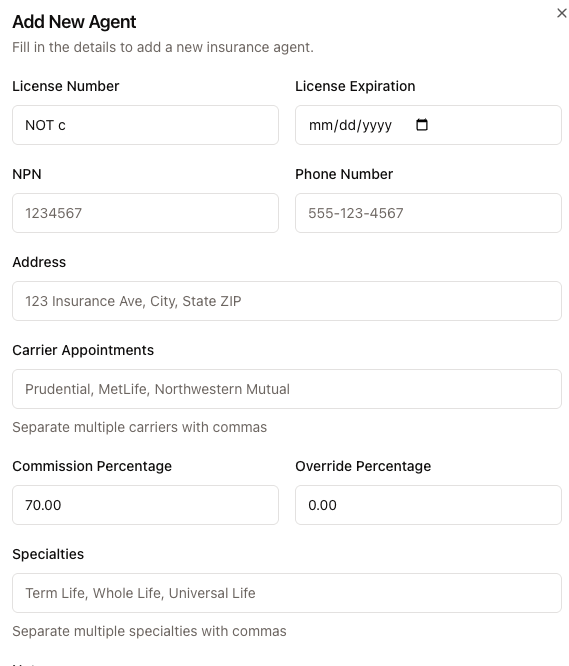 Add New Agent
Fill in the details to add a new insurance agent.
License Number
License Expiration
NOT c
mm/dd/yyyy
NPN
Phone Number
1234567
555-123-4567
Address
123 Insurance Ave, City, State ZIP
Carrier Appointments
Prudential, MetLife, Northwestern Mutual
Separate multiple carriers with commas
Commission Percentage
Override Percentage
70.00
0.00
Specialties
Term Life, Whole Life, Universal Life
Separate multiple specialties with commas